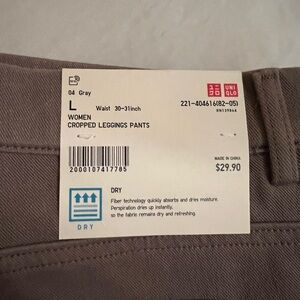 04 Gray
L Waist 30-31inch
WOMEN
CROPPED LEGGINGS PANTS
ユニ
クロ
UNI
QLO
221-404616(82-05)
2000107417785
MADE IN CHINA
$29.90
DRY
DRY
Fiber technology quickly absorbs and dries moisture.
Perspiration dries up instantly,
so the fabric remains dry and refreshing.